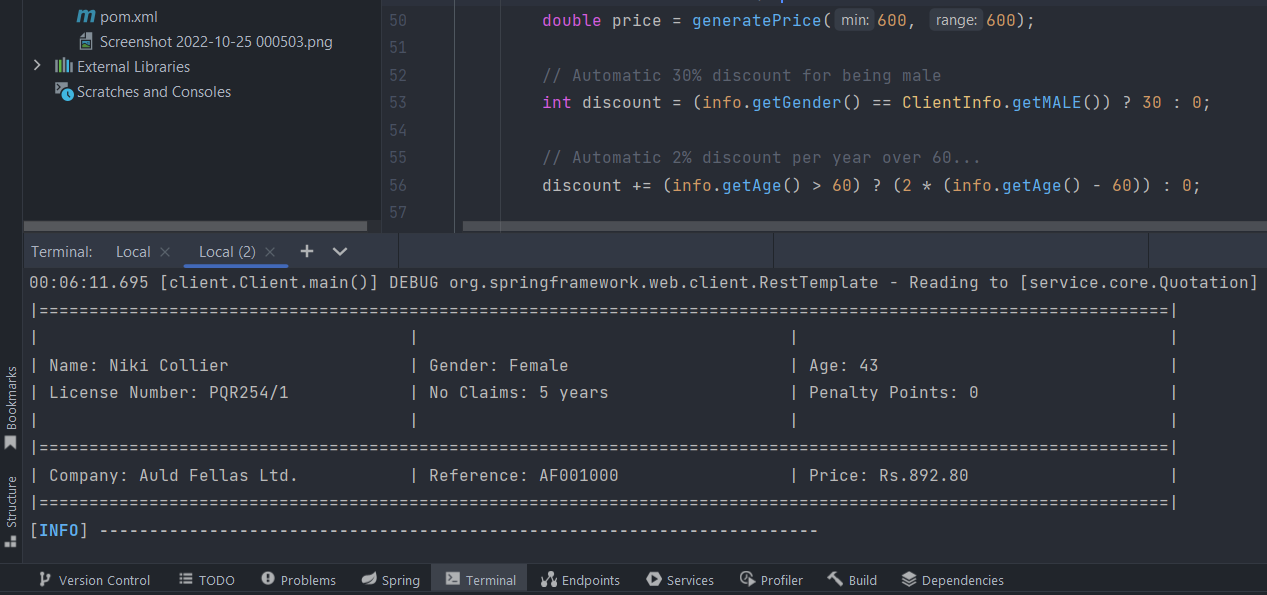 pom.xml
Screenshot 2022-10-25 000503.png
External Libraries
Scratches and Consoles
50 double price = generatePrice( min: 600, range: 600);
51
52 // Automatic 30% discount for being male
53 int discount = (info.getGender() == ClientInfo.getMALE()) ? 30 : 0;
54
55 // Automatic 2% discount per year over 60...
56 discount += (info.getAge() > 60) ? (2 * (info.getAge() - 60)) : 0;
57
Terminal: Local × Local (2) × +
00:06:11.695 [client.Client.main()] DEBUG org.springframework.web.client.RestTemplate - Reading to [service.core.Quotation]
|=================================================================================================================|
| | | |
| Name: Niki Collier | Gender: Female | Age: 43 |
| License Number: PQR254/1 | No Claims: 5 years | Penalty Points: 0 |
| | | |
|=================================================================================================================|
| Company: Auld Fellas Ltd. | Reference: AF001000 | Price: Rs.892.80 |
|=================================================================================================================|
[INFO] ------------------------------------------------------------------------
Bookmarks
Structure
Version Control TODO Problems Spring Terminal Endpoints Services Profiler Build Dependencies